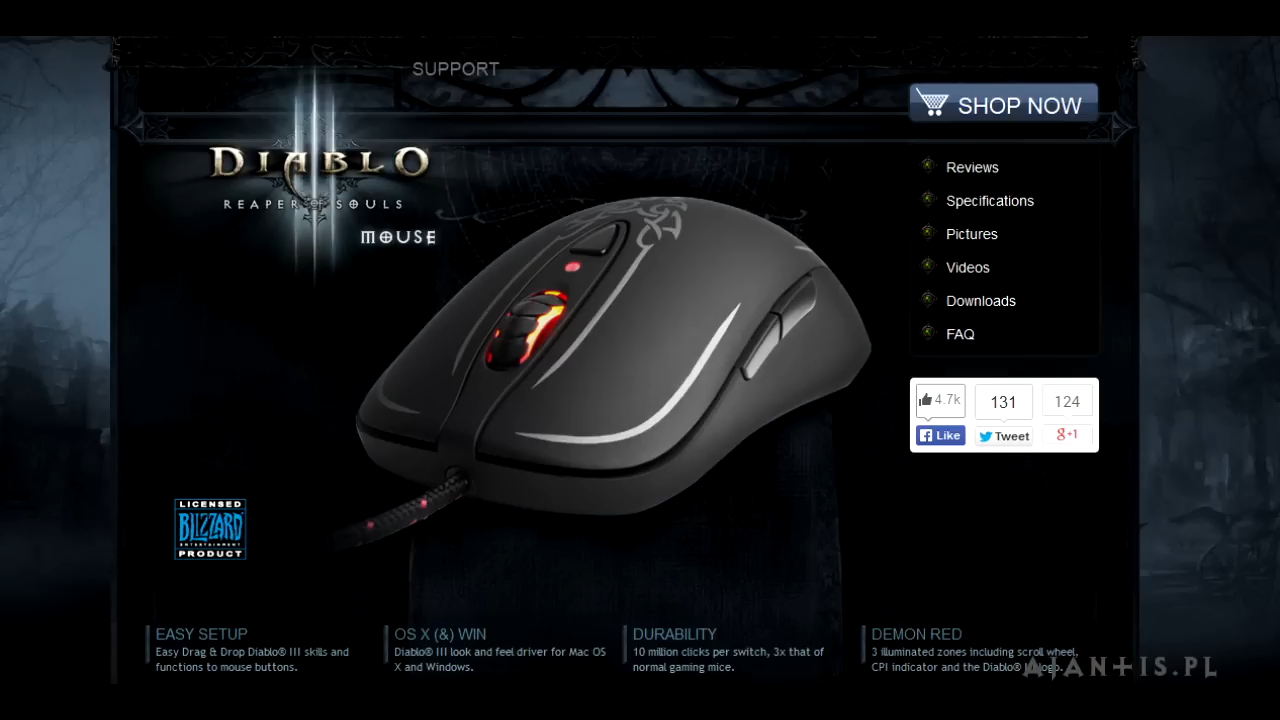 SUPPORT
SHOP NOW
DIABLO
REAPER OF SOULS
MOUSE
Reviews
Specifications
Pictures
Videos
Downloads
FAQ
4.7k
131
124
Like
Tweet
g+1
LICENSED
BLIZZARD
ENTERTAINMENT
PRODUCT
EASY SETUP
Easy Drag & Drop Diablo® III skills and
functions to mouse buttons.
OS X (&) WIN
Diablo® III look and feel driver for Mac OS
X and Windows.
DURABILITY
10 million clicks per switch, 3x that of
normal gaming mice.
DEMON RED
3 illuminated zones including scroll wheel,
CPI indicator and the Diablo® logo.
AJANTIS.PL